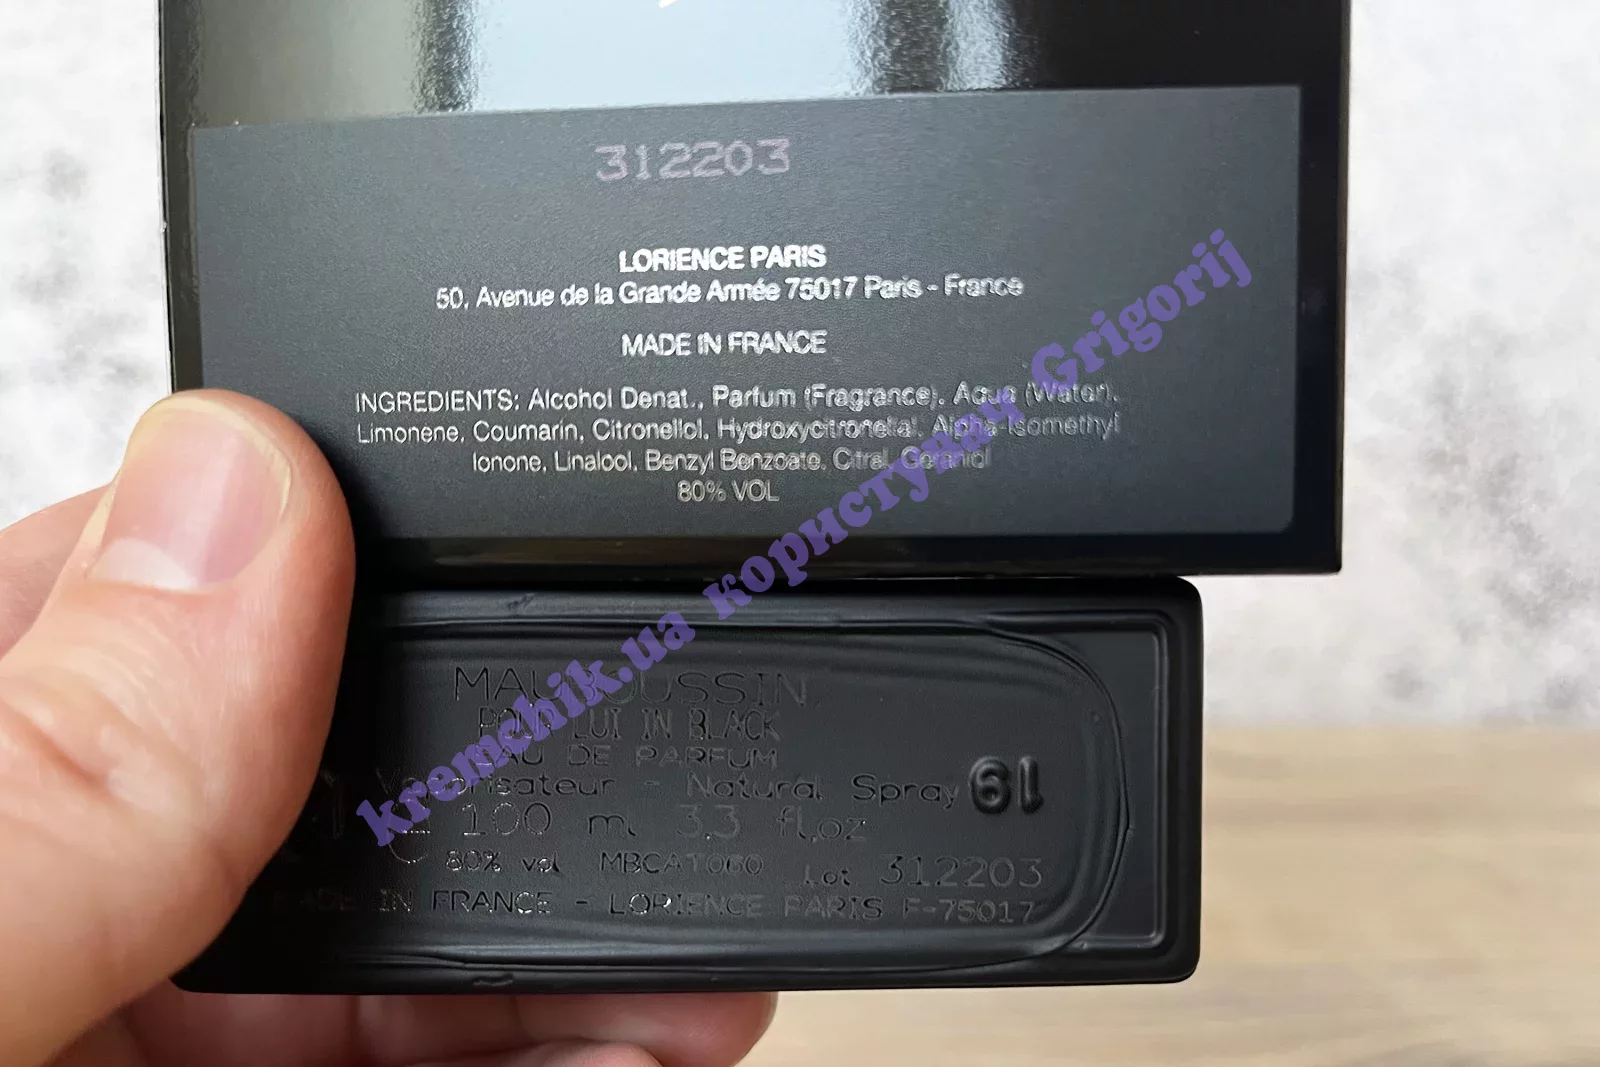 312203
LORIENCE PARIS
50, Avenue de la Grande Armée 75017 Paris - France
MADE IN FRANCE
INGREDIENTS: Alcohol Denat., Parfum (Fragrance), Aqua (Water),
Limonene, Coumarin, Citronellol, Hydroxycitronellal, Alpha-Isomethyl
Ionone, Linalool, Benzyl Benzoate, Citral, Geraniol
80% VOL
kremchik.ua користувач Grigorij
MAUBOUSSIN
POUR LUI IN BLACK
EAU DE PARFUM
Vaporisateur - Natural Spray
19
100 ml 3.3 fl.oz
80% vol MBCAT060 Lot 312203
MADE IN FRANCE - LORIENCE PARIS F-75017